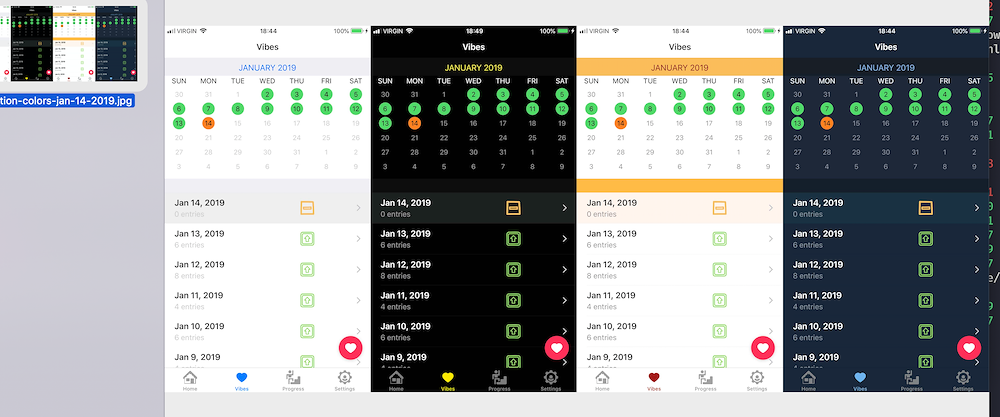 tion-colors-jan-14-2019.jpg
VIRGIN 18:44 100%
Vibes
JANUARY 2019
SUN MON TUE WED THU FRI SAT
30 31 1 2 3 4 5
6 7 8 9 10 11 12
13 14 15 16 17 18 19
20 21 22 23 24 25 26
27 28 29 30 31 1 2
3 4 5 6 7 8 9
Jan 14, 2019
0 entries
Jan 13, 2019
6 entries
Jan 12, 2019
8 entries
Jan 11, 2019
4 entries
Jan 10, 2019
6 entries
Jan 9, 2019
Home Vibes Progress Settings
VIRGIN 18:49 100%
Vibes
JANUARY 2019
SUN MON TUE WED THU FRI SAT
30 31 1 2 3 4 5
6 7 8 9 10 11 12
13 14 15 16 17 18 19
20 21 22 23 24 25 26
27 28 29 30 31 1 2
3 4 5 6 7 8 9
Jan 14, 2019
0 entries
Jan 13, 2019
6 entries
Jan 12, 2019
8 entries
Jan 11, 2019
4 entries
Jan 10, 2019
6 entries
Jan 9, 2019
Home Vibes Progress Settings
VIRGIN 18:44 100%
Vibes
JANUARY 2019
SUN MON TUE WED THU FRI SAT
30 31 1 2 3 4 5
6 7 8 9 10 11 12
13 14 15 16 17 18 19
20 21 22 23 24 25 26
27 28 29 30 31 1 2
3 4 5 6 7 8 9
Jan 14, 2019
0 entries
Jan 13, 2019
6 entries
Jan 12, 2019
8 entries
Jan 11, 2019
4 entries
Jan 10, 2019
6 entries
Jan 9, 2019
Home Vibes Progress Settings
VIRGIN 18:49 100%
Vibes
JANUARY 2019
SUN MON TUE WED THU FRI SAT
30 31 1 2 3 4 5
6 7 8 9 10 11 12
13 14 15 16 17 18 19
20 21 22 23 24 25 26
27 28 29 30 31 1 2
3 4 5 6 7 8 9
Jan 14, 2019
0 entries
Jan 13, 2019
6 entries
Jan 12, 2019
8 entries
Jan 11, 2019
4 entries
Jan 10, 2019
6 entries
Jan 9, 2019
Home Vibes Progress Settings